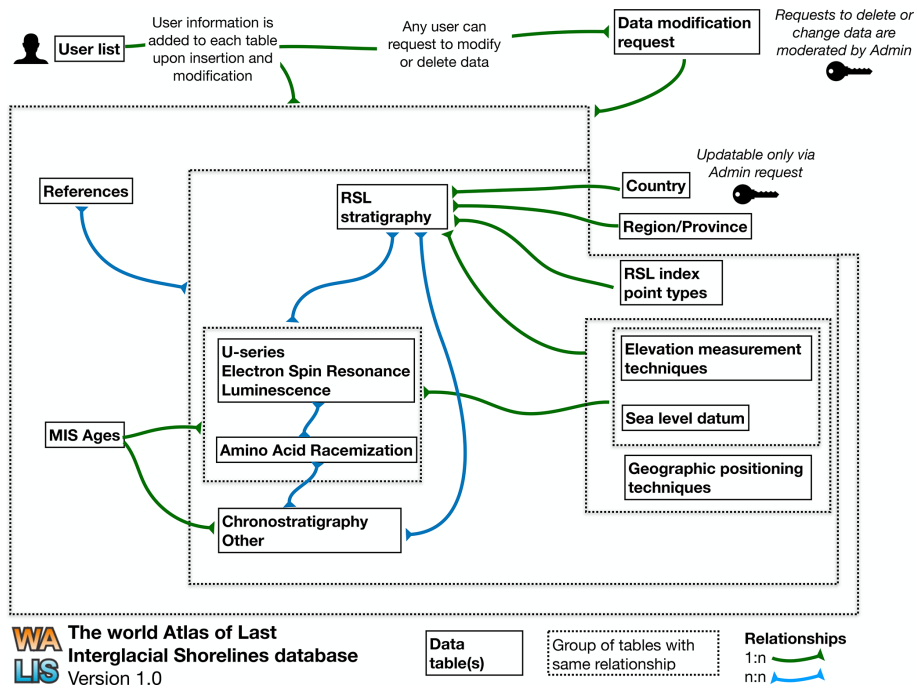 User list
User information is
added to each table
upon insertion and
modification
Any user can
request to modify
or delete data
Data modification
request
Requests to delete or
change data are
moderated by Admin
Updatable only via
Admin request
References
RSL
stratigraphy
Country
Region/Province
RSL index
point types
U-series
Electron Spin Resonance
Luminescence
Elevation measurement
techniques
Sea level datum
MIS Ages
Amino Acid Racemization
Geographic positioning
techniques
Chronostratigraphy
Other
WA
LIS
The world Atlas of Last
Interglacial Shorelines database
Version 1.0
Data
table(s)
Group of tables with
same relationship
Relationships
1:n
n:n